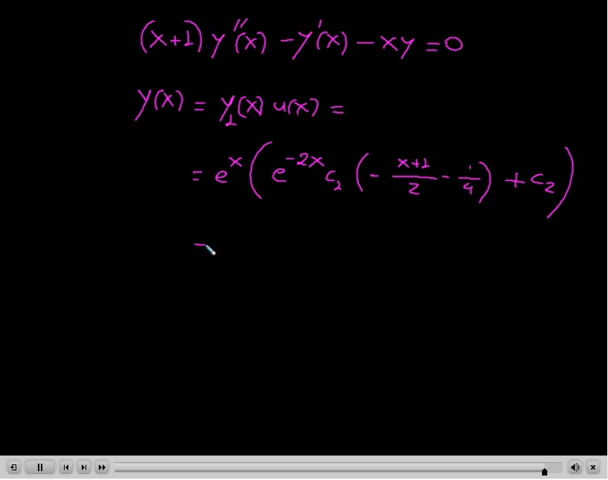 (x+1) y''(x) - y'(x) - xy = 0
y(x) = y₁(x) u(x) =
= e^x ( e^{-2x} c₁ ( - (x+1)/2 - 1/4 ) + c₂ )